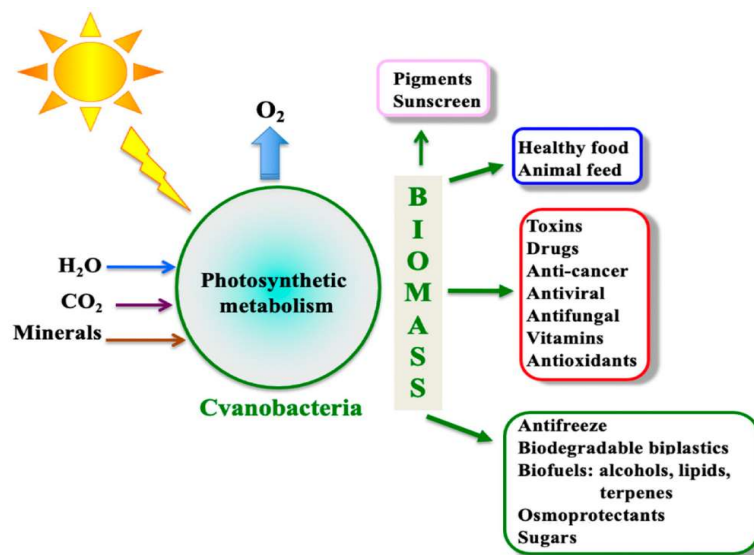 O₂
H₂O
CO₂
Minerals
Photosynthetic
metabolism
Cvanobacteria
BIOMASS
Pigments
Sunscreen
Healthy food
Animal feed
Toxins
Drugs
Anti-cancer
Antiviral
Antifungal
Vitamins
Antioxidants
Antifreeze
Biodegradable biplastics
Biofuels: alcohols, lipids,
terpenes
Osmoprotectants
Sugars